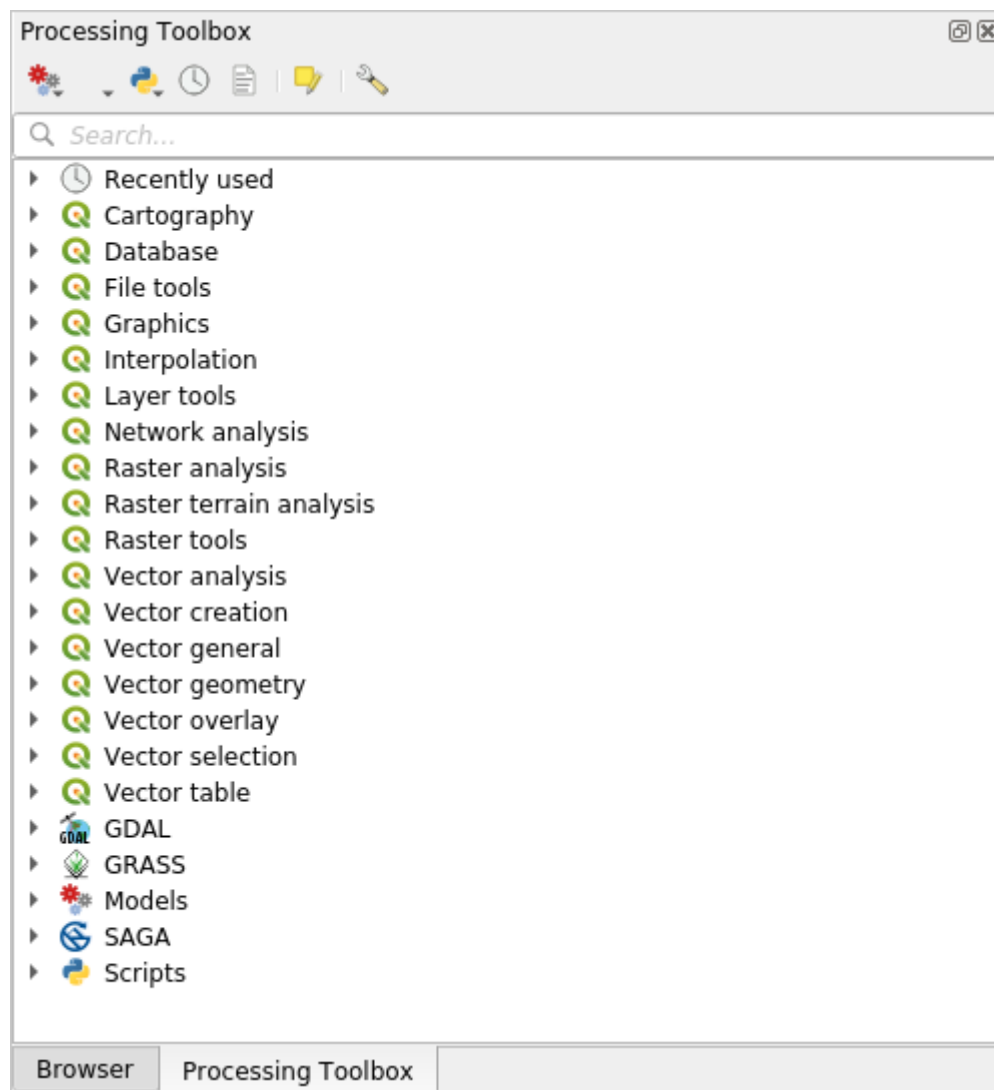 Processing Toolbox
Search...
Recently used
Cartography
Database
File tools
Graphics
Interpolation
Layer tools
Network analysis
Raster analysis
Raster terrain analysis
Raster tools
Vector analysis
Vector creation
Vector general
Vector geometry
Vector overlay
Vector selection
Vector table
GDAL GDAL
GRASS
Models
SAGA
Scripts
Browser Processing Toolbox